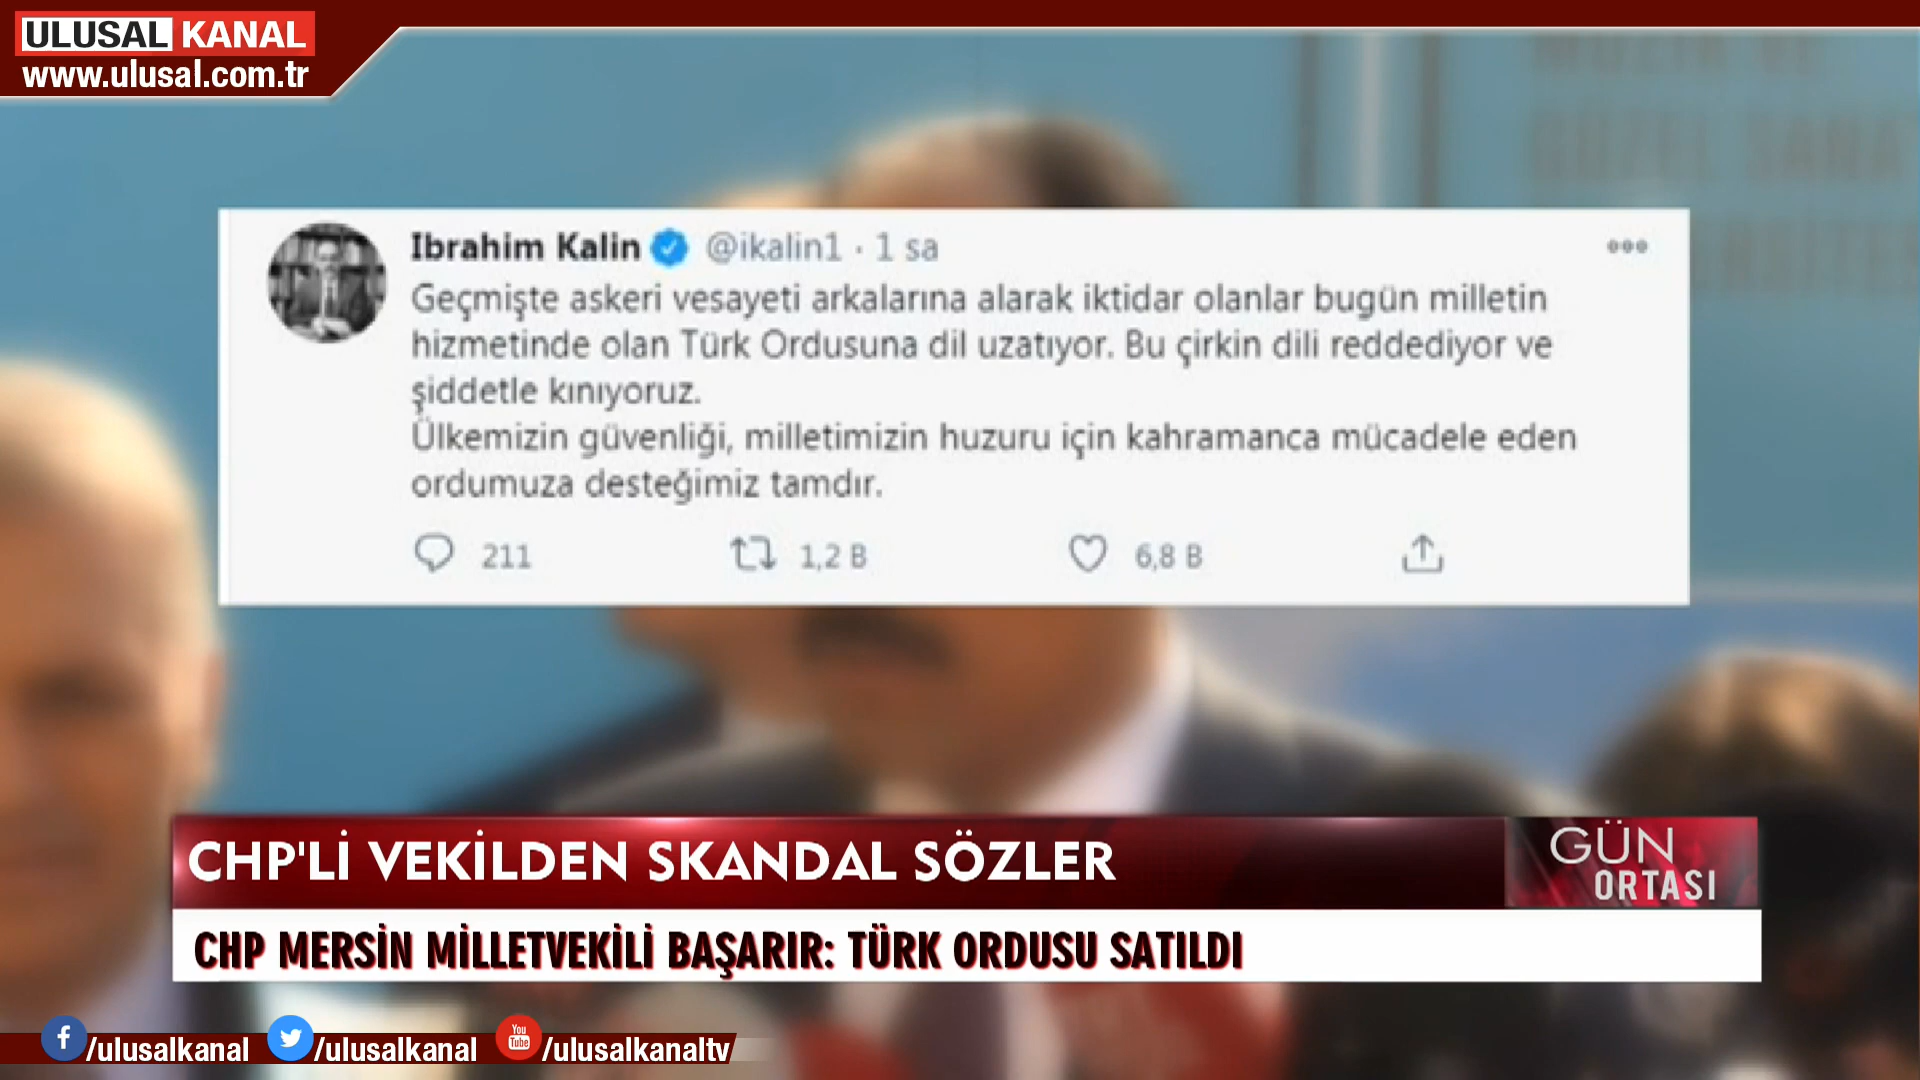 ULUSAL KANAL
www.ulusal.com.tr
Ibrahim Kalin @ikalin1 · 1 sa
Geçmişte askeri vesayeti arkalarına alarak iktidar olanlar bugün milletin
hizmetinde olan Türk Ordusuna dil uzatıyor. Bu çirkin dili reddediyor ve
şiddetle kınıyoruz.
Ülkemizin güvenliği, milletimizin huzuru için kahramanca mücadele eden
ordumuza desteğimiz tamdır.
211 1,2 B 6,8 B
CHP'Lİ VEKİLDEN SKANDAL SÖZLER
GÜN
ORTASI
CHP MERSİN MİLLETVEKİLİ BAŞARIR: TÜRK ORDUSU SATILDI
/ulusalkanal /ulusalkanal You Tube /ulusalkanaltv